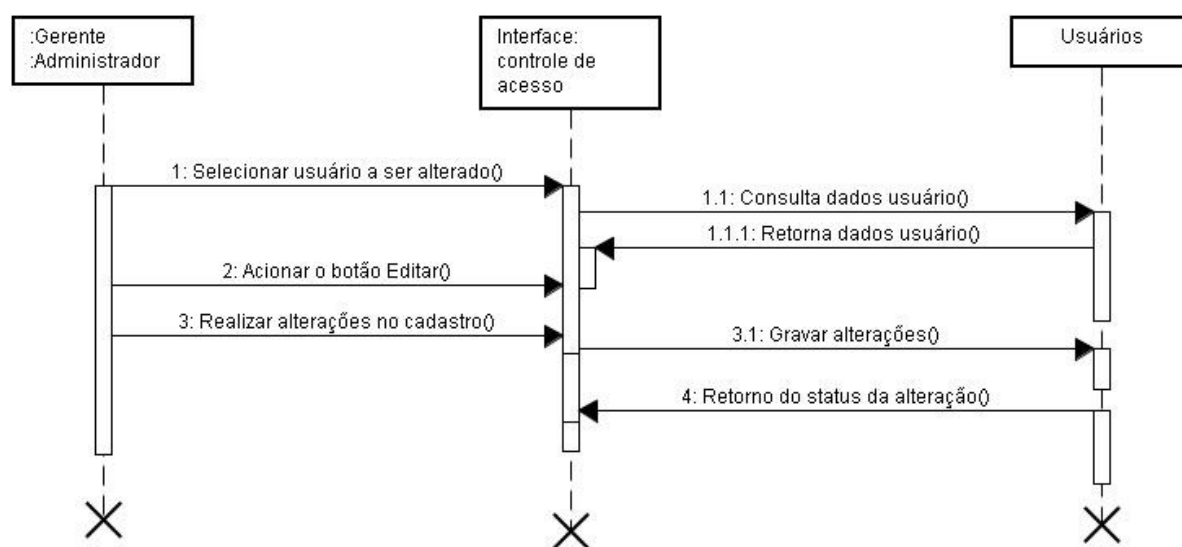 :Gerente
:Administrador
Interface:
controle de
acesso
Usuários
1: Selecionar usuário a ser alterado()
1.1: Consulta dados usuário()
1.1.1: Retorna dados usuário()
2: Acionar o botão Editar()
3: Realizar alterações no cadastro()
3.1: Gravar alterações()
4: Retorno do status da alteração()